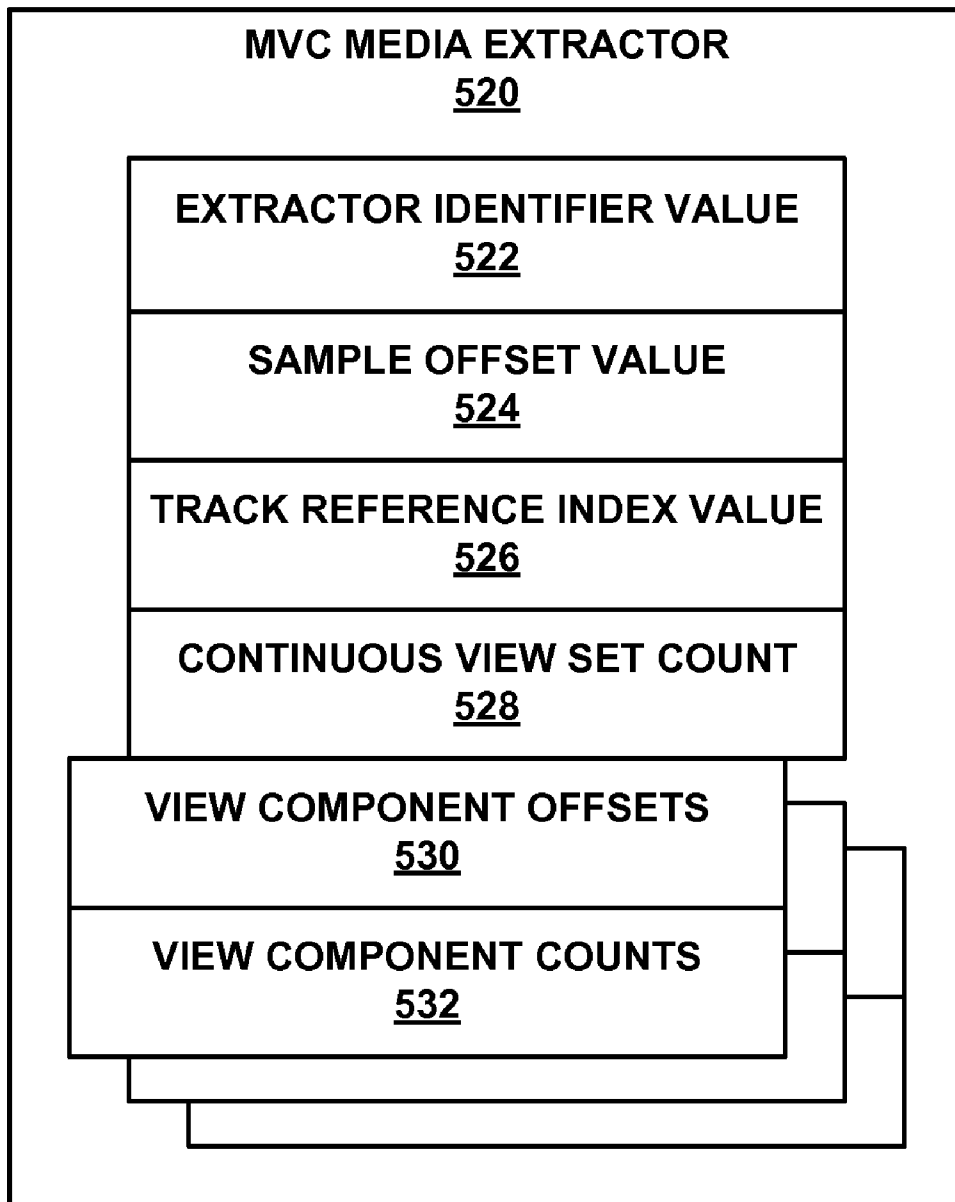 MVC MEDIA EXTRACTOR
520
EXTRACTOR IDENTIFIER VALUE
522
SAMPLE OFFSET VALUE
524
TRACK REFERENCE INDEX VALUE
526
CONTINUOUS VIEW SET COUNT
528
VIEW COMPONENT OFFSETS
530
VIEW COMPONENT COUNTS
532